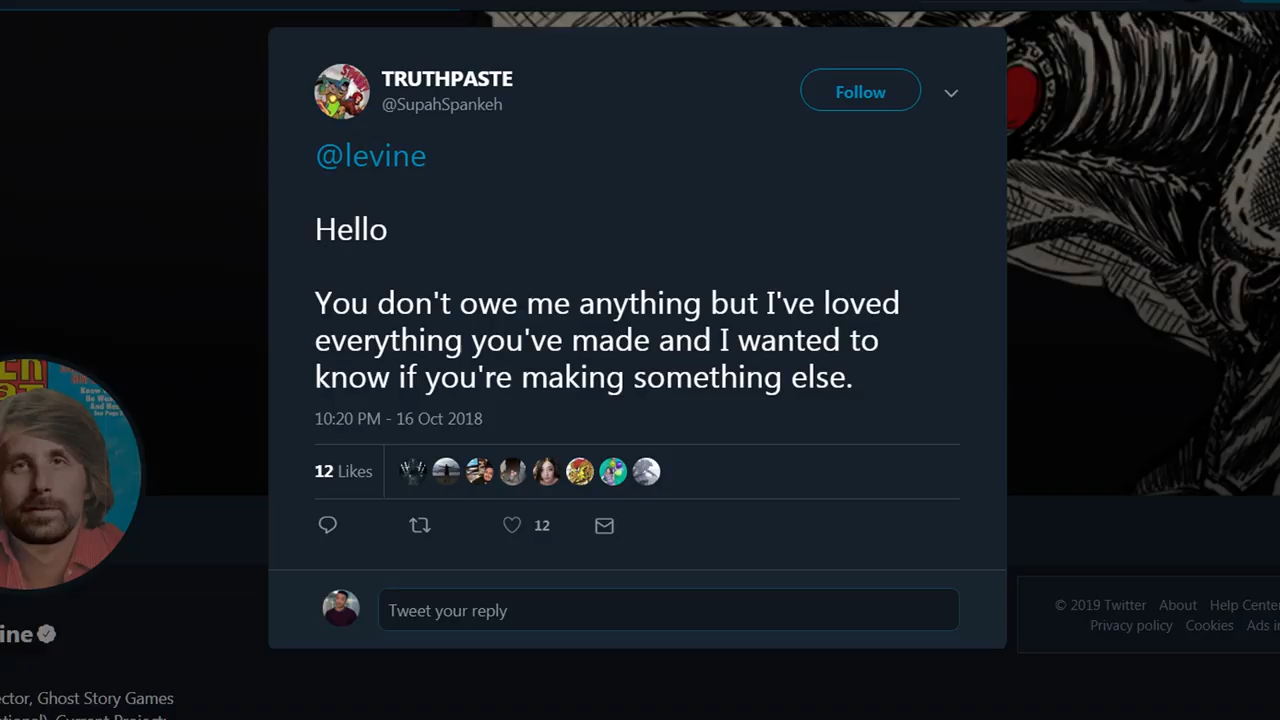 TRUTHPASTE
@SupahSpankeh
Follow
@levine
Hello
You don't owe me anything but I've loved
everything you've made and I wanted to
know if you're making something else.
10:20 PM - 16 Oct 2018
12 Likes
12
Tweet your reply
© 2019 Twitter About Help Center
Privacy policy Cookies Ads in
ine
ector, Ghost Story Games